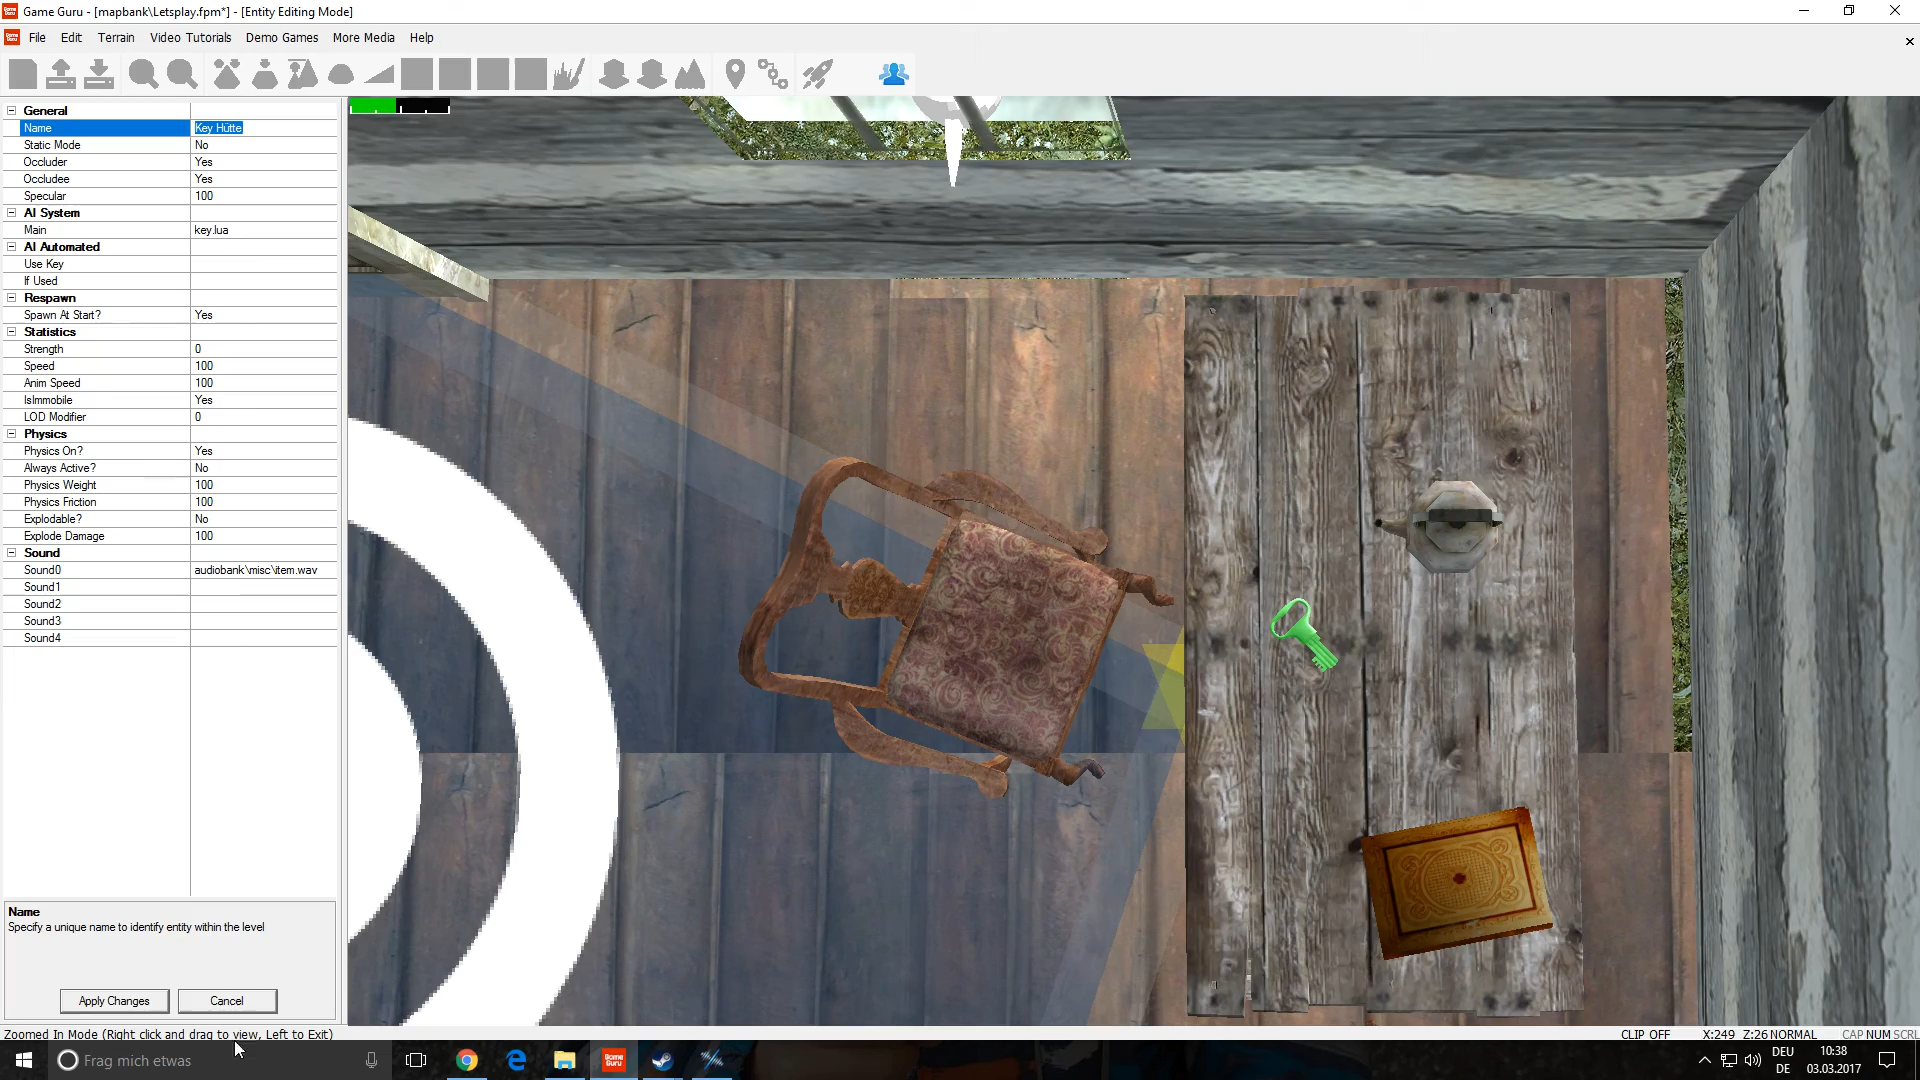 Game Guru - [mapbank\Letsplay.fpm*] - [Entity Editing Mode]
File Edit Terrain Video Tutorials Demo Games More Media Help
General
Name Key Hütte
Static Mode No
Occluder Yes
Occludee Yes
Specular 100
AI System
Main key.lua
AI Automated
Use Key
If Used
Respawn
Spawn At Start? Yes
Statistics
Strength 0
Speed 100
Anim Speed 100
IsImmobile Yes
LOD Modifier 0
Physics
Physics On? Yes
Always Active? No
Physics Weight 100
Physics Friction 100
Explodable? No
Explode Damage 100
Sound
Sound0 audiobank\misc\item.wav
Sound1
Sound2
Sound3
Sound4
Name
Specify a unique name to identify entity within the level
Apply Changes Cancel
Zoomed In Mode (Right click and drag to view, Left to Exit) CLIP OFF X:249 Z:26 NORMAL CAP NUM SCRL
Frag mich etwas
DEU 10:38
DE 03.03.2017